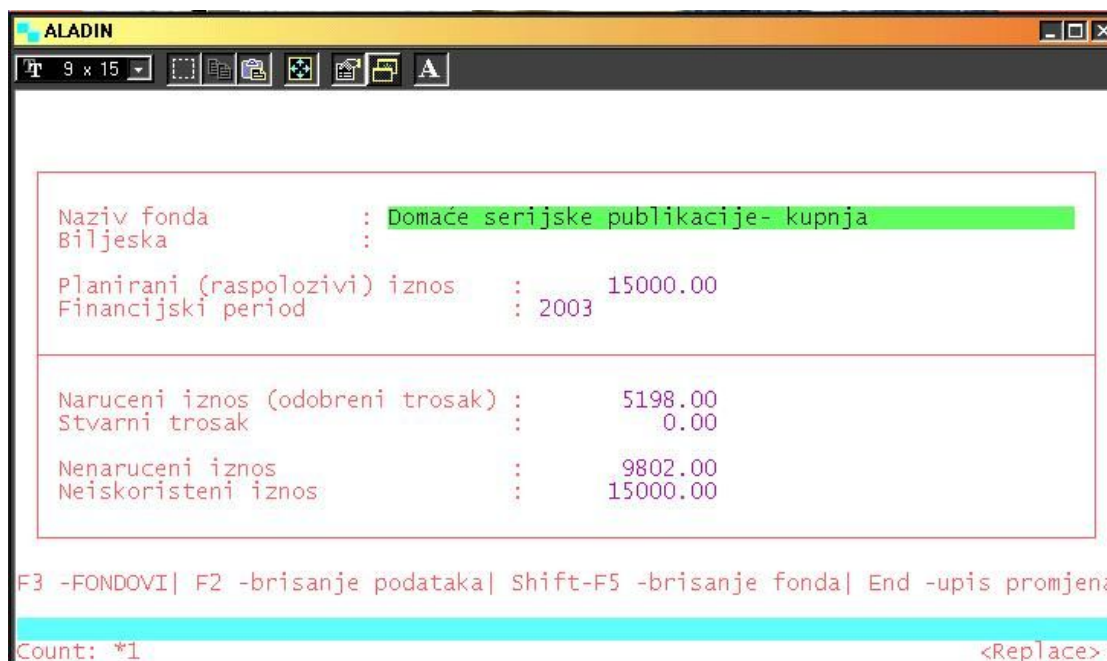 ALADIN
9 x 15
A
Naziv fonda : Domaće serijske publikacije- kupnja
Biljeska :
Planirani (raspolozivi) iznos : 15000.00
Financijski period : 2003
Naruceni iznos (odobreni trosak) : 5198.00
Stvarni trosak : 0.00
Nenaruceni iznos : 9802.00
Neiskoristeni iznos : 15000.00
F3 -FONDOVI| F2 -brisanje podataka| Shift-F5 -brisanje fonda| End -upis promjena
Count: *1 <Replace>